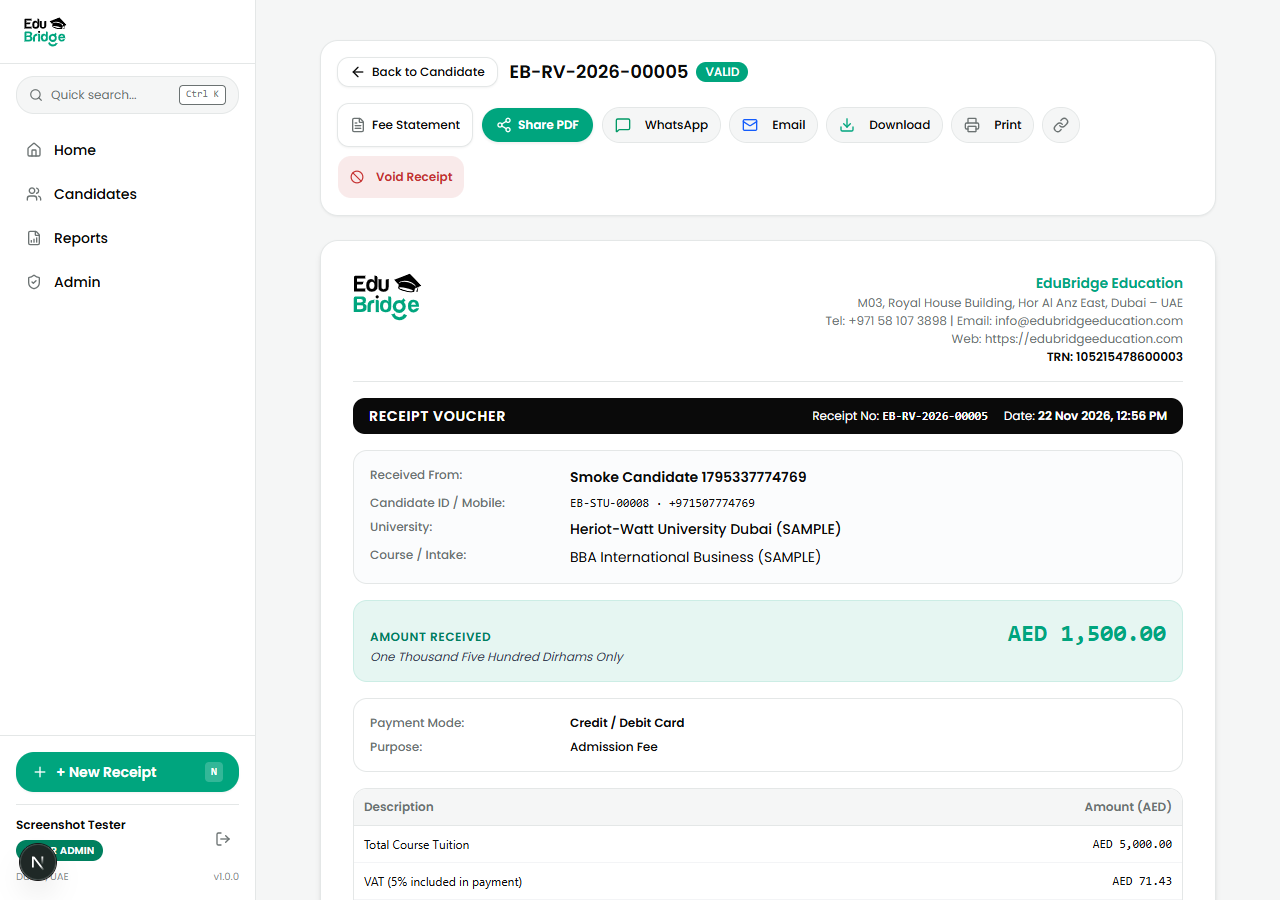 Edu
Bridge
Quick search...
Ctrl K
Home
Candidates
Reports
Admin
+ New Receipt
N
Screenshot Tester
R ADMIN
N
UAE
v1.0.0
Back to Candidate
EB-RV-2026-00005
VALID
Fee Statement
Share PDF
WhatsApp
Email
Download
Print
Void Receipt
Edu
Bridge
EduBridge Education
M03, Royal House Building, Hor Al Anz East, Dubai – UAE
Tel: +971 58 107 3898 | Email: info@edubridgeeducation.com
Web: https://edubridgeeducation.com
TRN: 105215478600003
RECEIPT VOUCHER
Receipt No: EB-RV-2026-00005 Date: 22 Nov 2026, 12:56 PM
Received From: Smoke Candidate 1795337774769
Candidate ID / Mobile: EB-STU-00008 · +971507774769
University: Heriot-Watt University Dubai (SAMPLE)
Course / Intake: BBA International Business (SAMPLE)
AMOUNT RECEIVED
AED 1,500.00
One Thousand Five Hundred Dirhams Only
Payment Mode: Credit / Debit Card
Purpose: Admission Fee
Description Amount (AED)
Total Course Tuition AED 5,000.00
VAT (5% included in payment) AED 71.43